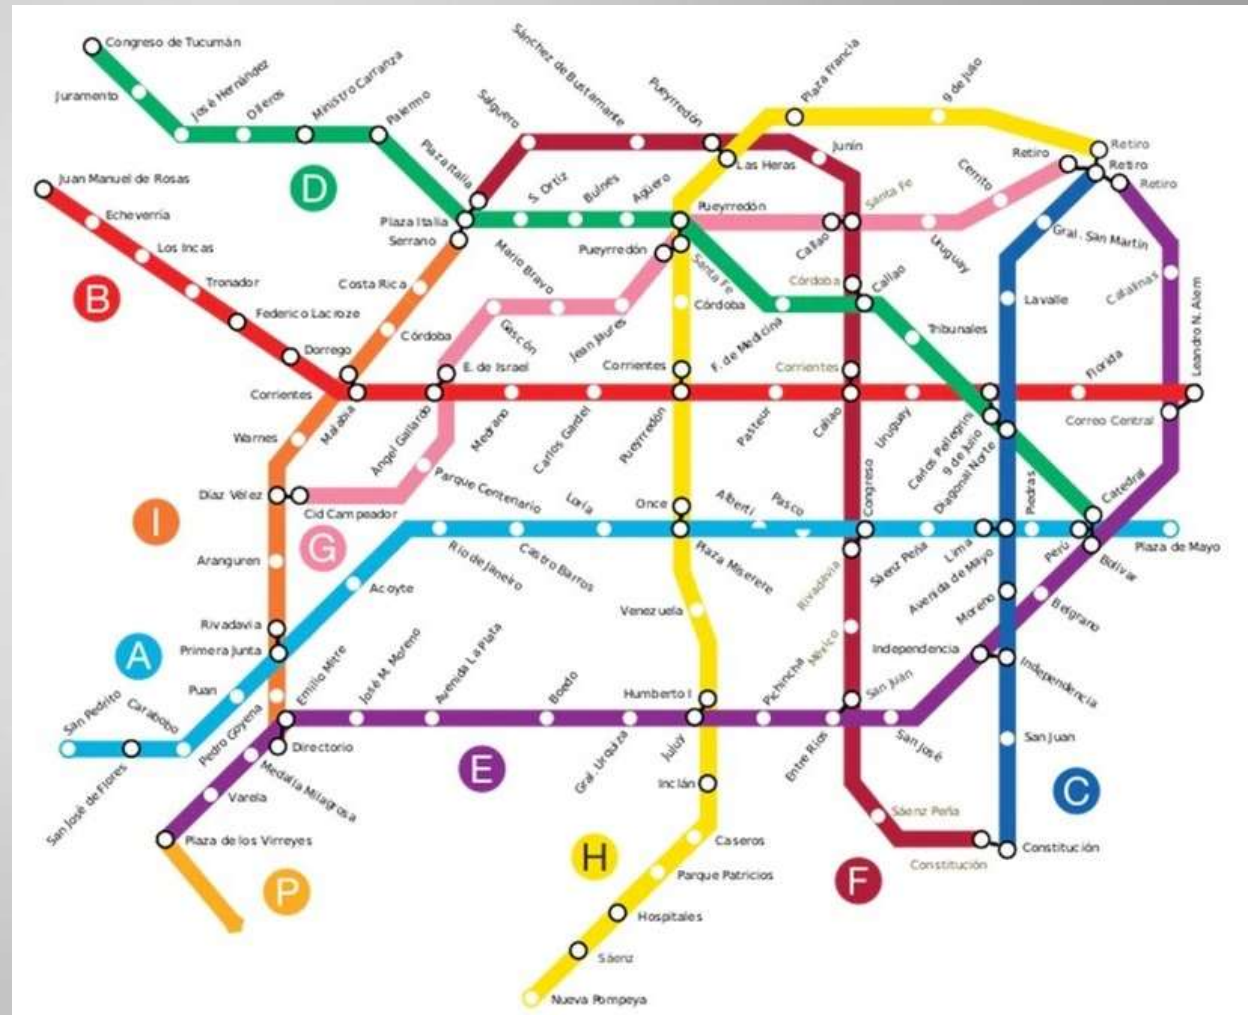 Congreso de Tucumán
Juramento
José Hernández
Olleros
Ministro Carranza
Palermo
Plaza Italia
Salguero
Sánchez de Bustamante
Pueyrredón
Las Heras
Plaza Francia
9 de Julio
Junín
Retiro
Retiro
Retiro
Retiro
Cerrito
Santa Fe
Uruguay
Callao
Gral. San Martín
Catalinas
Leandro N. Alem
D
Juan Manuel de Rosas
Echeverría
Los Incas
Tronador
Federico Lacroze
Dorrego
B
Plaza Italia
Serrano
S. Ortiz
Bulnes
Agüero
Pueyrredón
Pueyrredón
Santa Fe
Mario Bravo
Costa Rica
Córdoba
Gascón
Jean Jaures
Córdoba
F. de Medicina
Córdoba
Callao
Tribunales
Lavalle
Florida
E. de Israel
Corrientes
Corrientes
Corrientes
Malabia
Angel Gallardo
Medrano
Carlos Gardel
Pueyrredón
Pasteur
Callao
Uruguay
Carlos Pellegrini
9 de Julio
Diagonal Norte
Correo Central
Warnes
Díaz Vélez
Cid Campeador
Parque Centenario
I
G
Loria
Once
Alberti
Pasco
Congreso
Piedras
Catedral
Río de Janeiro
Castro Barros
Plaza Miserere
Rivadavia
Sáenz Peña
Lima
Avenida de Mayo
Perú
Bolívar
Plaza de Mayo
Aranguren
Acoyte
Venezuela
México
Moreno
Belgrano
Rivadavia
Primera Junta
A
Puan
San Pedrito
Carabobo
San José de Flores
Pedro Goyena
Emilio Mitre
José M. Moreno
Avenida La Plata
Boedo
Humberto I
Pichincha
San Juan
Independencia
Independencia
Directorio
Medalla Milagrosa
E
Gral. Urquiza
Jujuy
Entre Ríos
San José
San Juan
C
Varela
Plaza de los Virreyes
P
Inclán
Caseros
H
Parque Patricios
Hospitales
Sáenz
Nueva Pompeya
F
Sáenz Peña
Constitución
Constitución